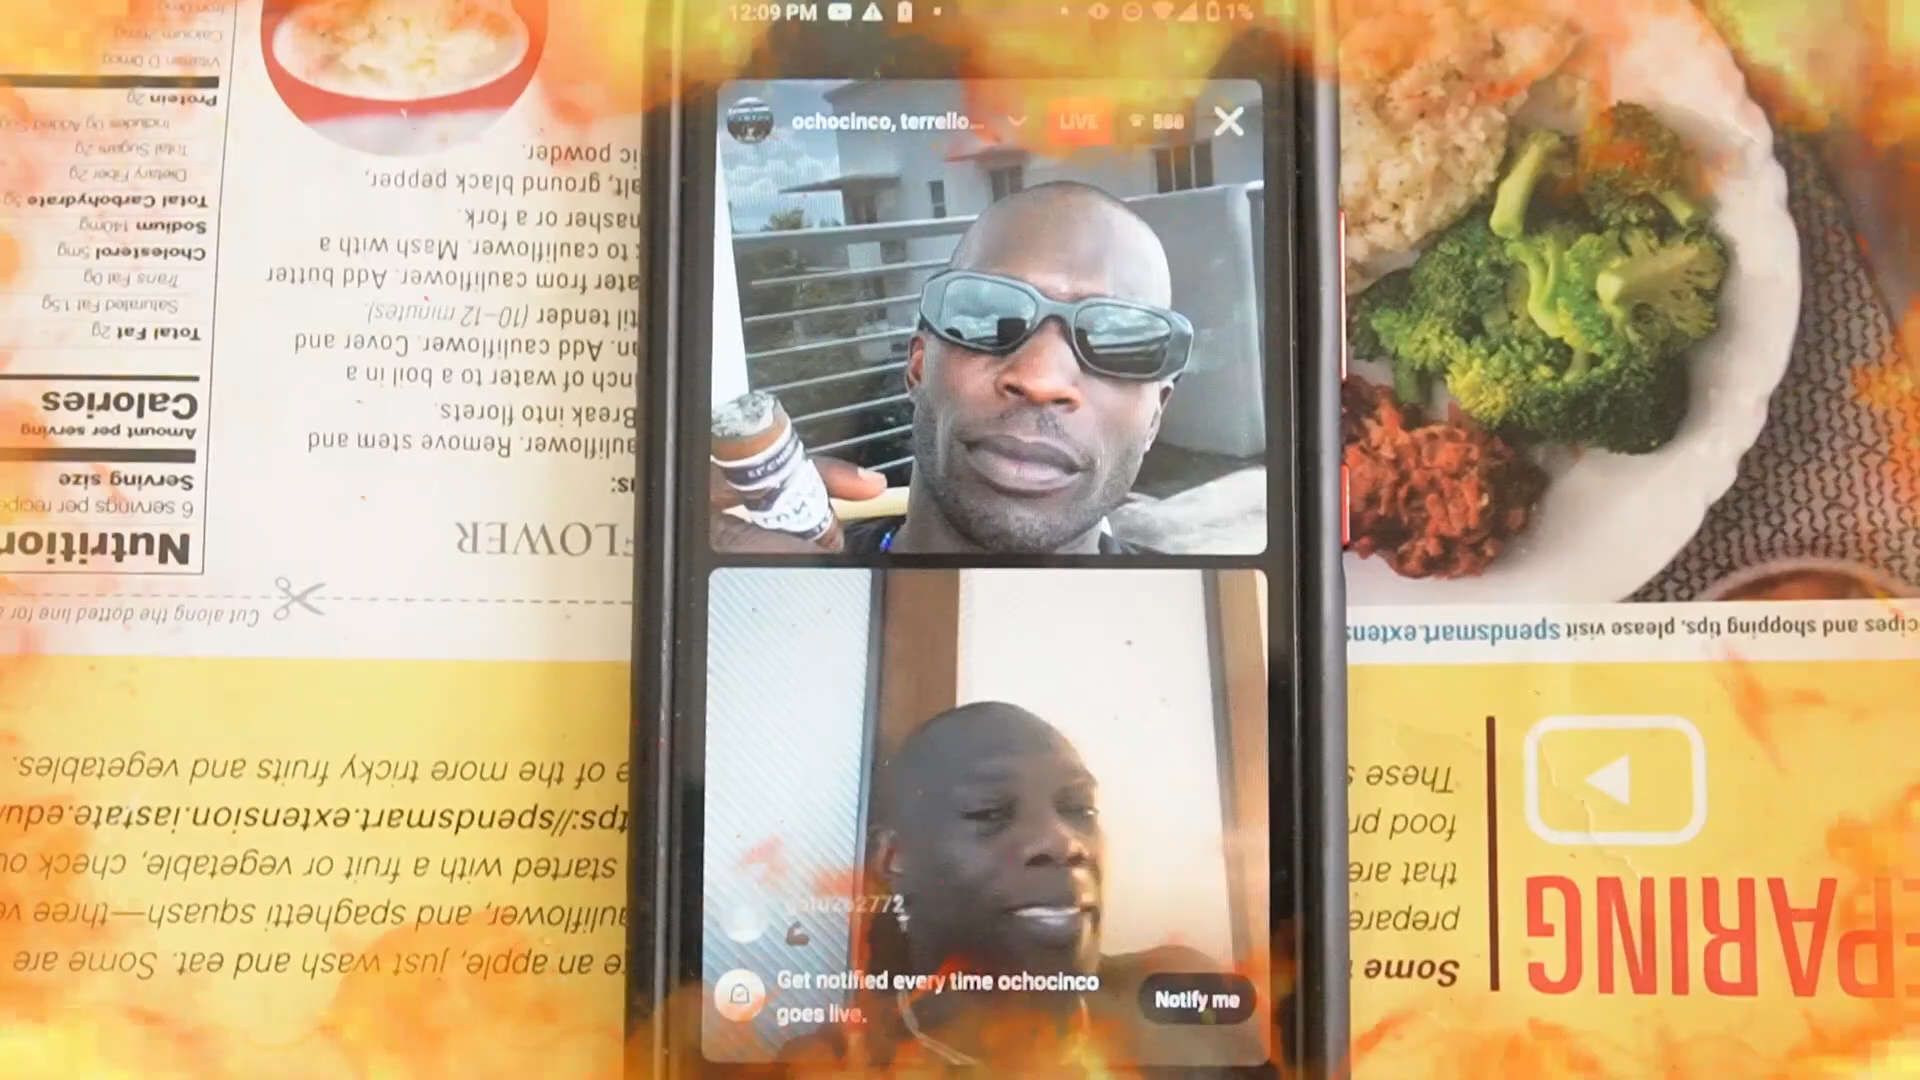 12:09 PM
1%
ochocinco, terrello...
LIVE
588
Get notified every time ochocinco
goes live.
Notify me
e an apple, just wash and eat. Some are
auliflower, and spaghetti squash—three ve
started with a fruit or vegetable, check ou
tps://spendsmart.extension.iastate.edu/
e of the more tricky fruits and vegetables.
Cut along the dotted line for
Nutrition
6 servings per recipe
Serving size
Amount per serving
Calories
Total Fat 2g
Saturated Fat 1.5g
Trans Fat 0g
Cholesterol 5mg
Sodium 140mg
Total Carbohydrate
Dietary Fiber 2g
Total Sugars 2g
Includes 0g Added
Protein 2g
Vitamin D 0mcg
LOWER
s:
auliflower. Remove stem and
Break into florets.
nch of water to a boil in a
n. Add cauliflower. Cover and
til tender (10–12 minutes).
ater from cauliflower. Add butter
to cauliflower. Mash with a
masher or a fork.
alt, ground black pepper,
ic powder.
EPARING
Some
prepare
that are
food pr
These s
cipes and shopping tips, please visit spendsmart.extens